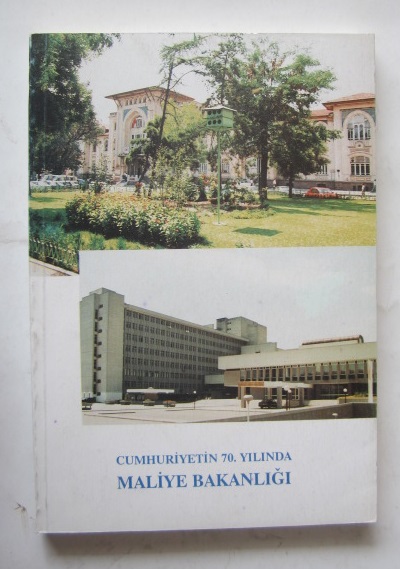 CUMHURİYETİN 70. YILINDA
MALİYE BAKANLIĞI